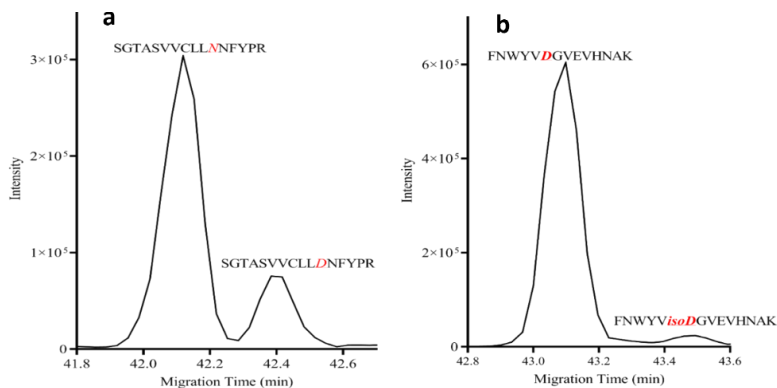 a
SGTASVVCLLNNFYPR
3×10⁵
2×10⁵
Intensity
SGTASVVCLLDNFYPR
1×10⁵
0
41.8 42.0 42.2 42.4 42.6
Migration Time (min)
b
FNWYVDGVEVHNAK
6×10⁵
4×10⁵
Intensity
2×10⁵
FNWYVisoDGVEVHNAK
0
42.8 43.0 43.2 43.4 43.6
Migration Time (min)